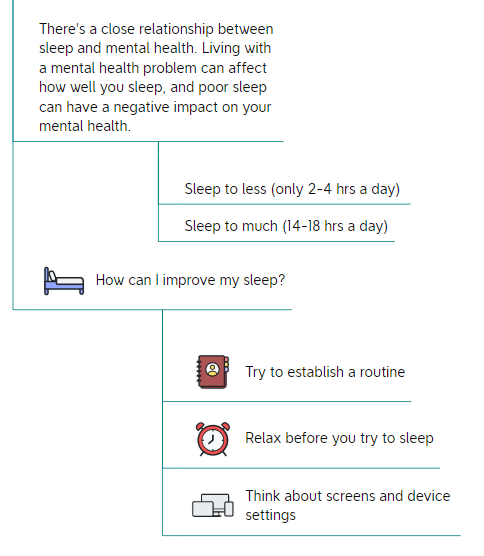 There's a close relationship between
sleep and mental health. Living with
a mental health problem can affect
how well you sleep, and poor sleep
can have a negative impact on your
mental health.
Sleep to less (only 2-4 hrs a day)
Sleep to much (14-18 hrs a day)
How can I improve my sleep?
Try to establish a routine
Relax before you try to sleep
Think about screens and device
settings